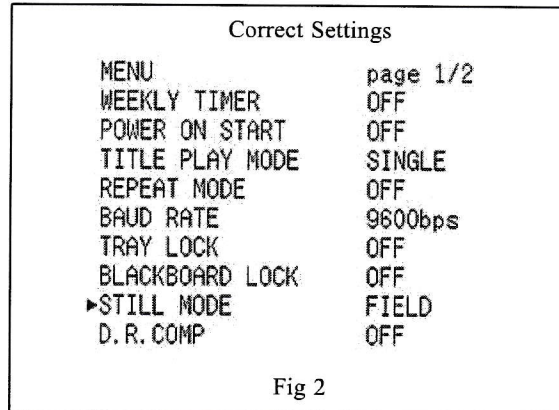 Correct Settings
MENU page 1/2
WEEKLY TIMER OFF
POWER ON START OFF
TITLE PLAY MODE SINGLE
REPEAT MODE OFF
BAUD RATE 9600bps
TRAY LOCK OFF
BLACKBOARD LOCK OFF
▶STILL MODE FIELD
D.R.COMP OFF
Fig 2